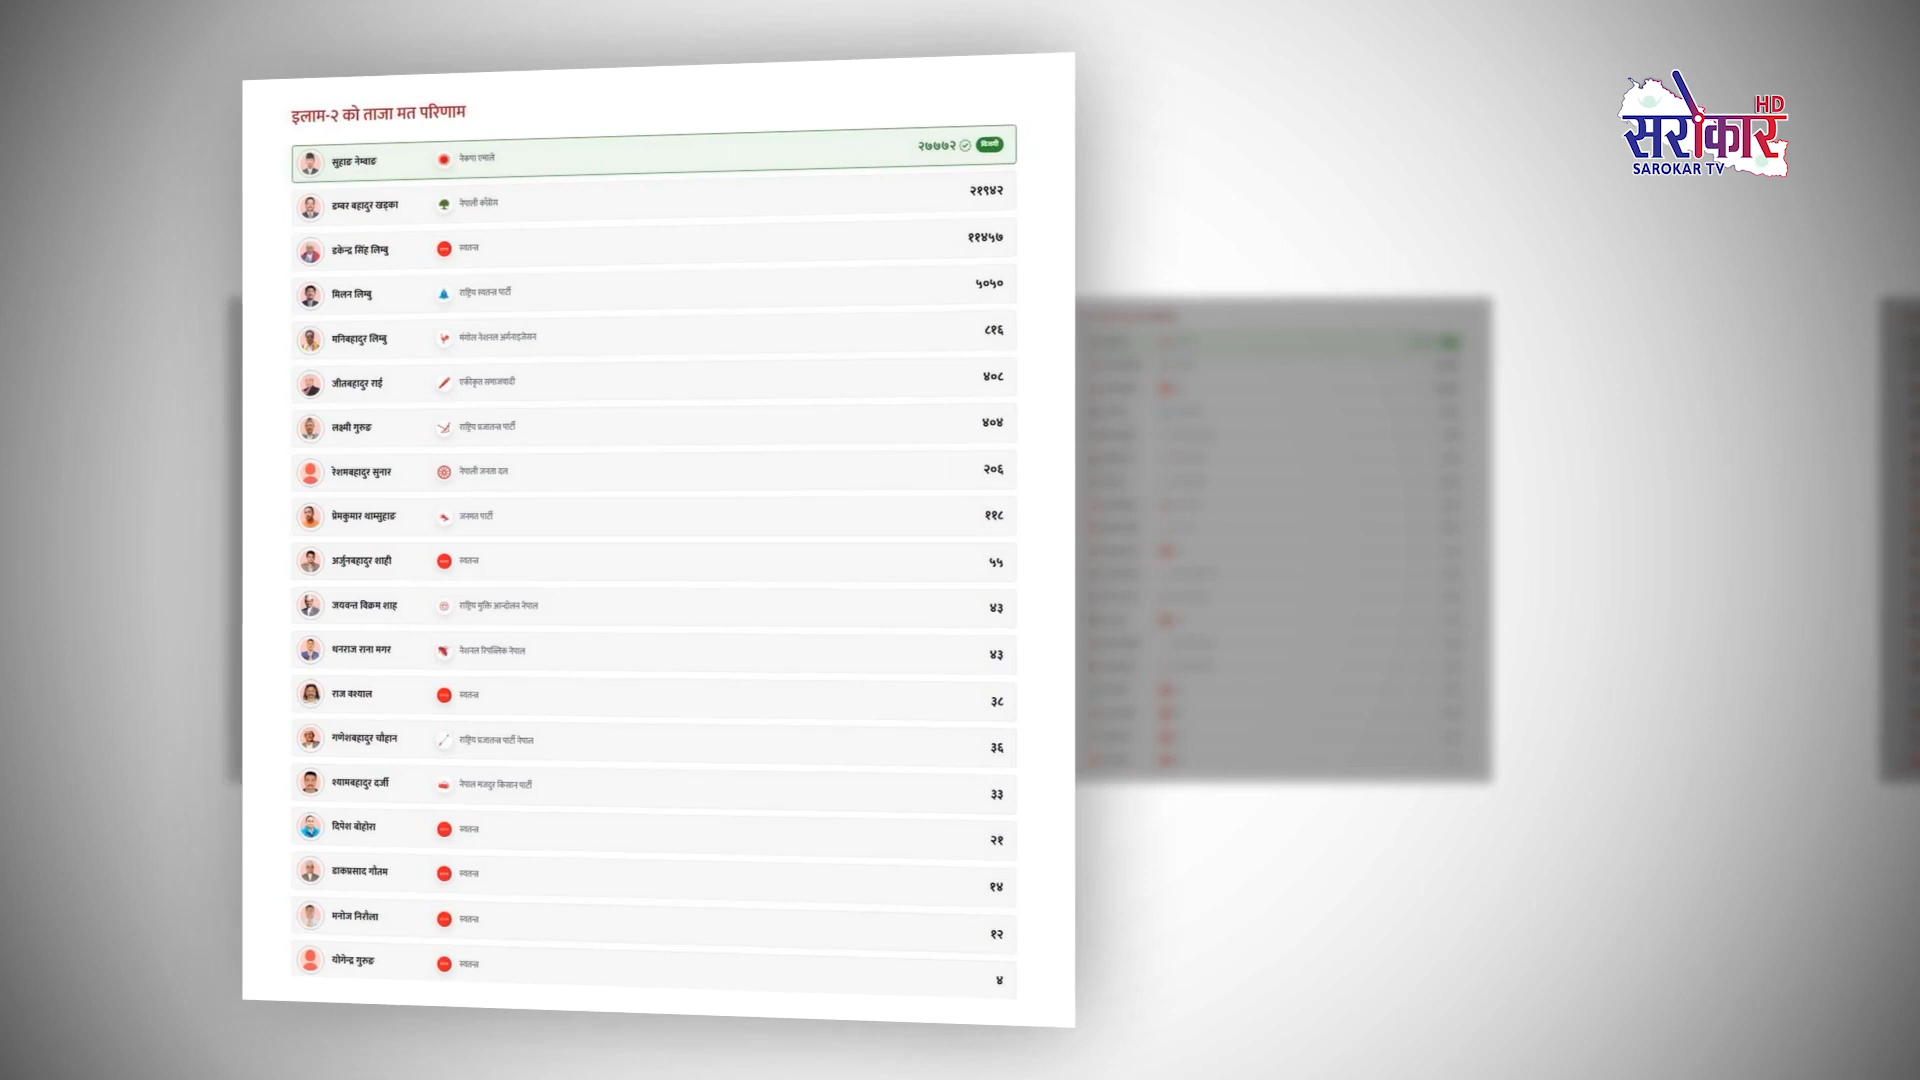 इलाम-२ को ताजा मत परिणाम
सुहाङ नेम्वाङ नेकपा एमाले २७७७२ विजयी
डम्बर बहादुर खड्का नेपाली काँग्रेस २१९४२
डकेन्द्र सिंह लिम्बु स्वतन्त्र ११४५७
मिलन लिम्बु राष्ट्रिय स्वतन्त्र पार्टी ५०५०
मनिबहादुर लिम्बु मंगोल नेशनल अर्गनाइजेसन ८१६
जीतबहादुर राई एकीकृत समाजवादी ४०८
लक्ष्मी गुरुङ राष्ट्रिय प्रजातन्त्र पार्टी ४०४
रेशमबहादुर सुनार नेपाली जनता दल २०६
प्रेमकुमार थाम्सुहाङ जनमत पार्टी ११८
अर्जुनबहादुर शाही स्वतन्त्र ५५
जयवन्त विक्रम शाह राष्ट्रिय मुक्ति आन्दोलन नेपाल ४३
धनराज राना मगर नेशनल रिपब्लिक नेपाल ४३
राज वश्याल स्वतन्त्र ३८
गणेशबहादुर चौहान राष्ट्रिय प्रजातन्त्र पार्टी नेपाल ३६
श्यामबहादुर दर्जी नेपाल मजदुर किसान पार्टी ३३
दिपेश बोहोरा स्वतन्त्र २१
डाकप्रसाद गौतम स्वतन्त्र १४
मनोज निरौला स्वतन्त्र १२
योगेन्द्र गुरुङ स्वतन्त्र ४
HD
सरोकार
SAROKAR TV